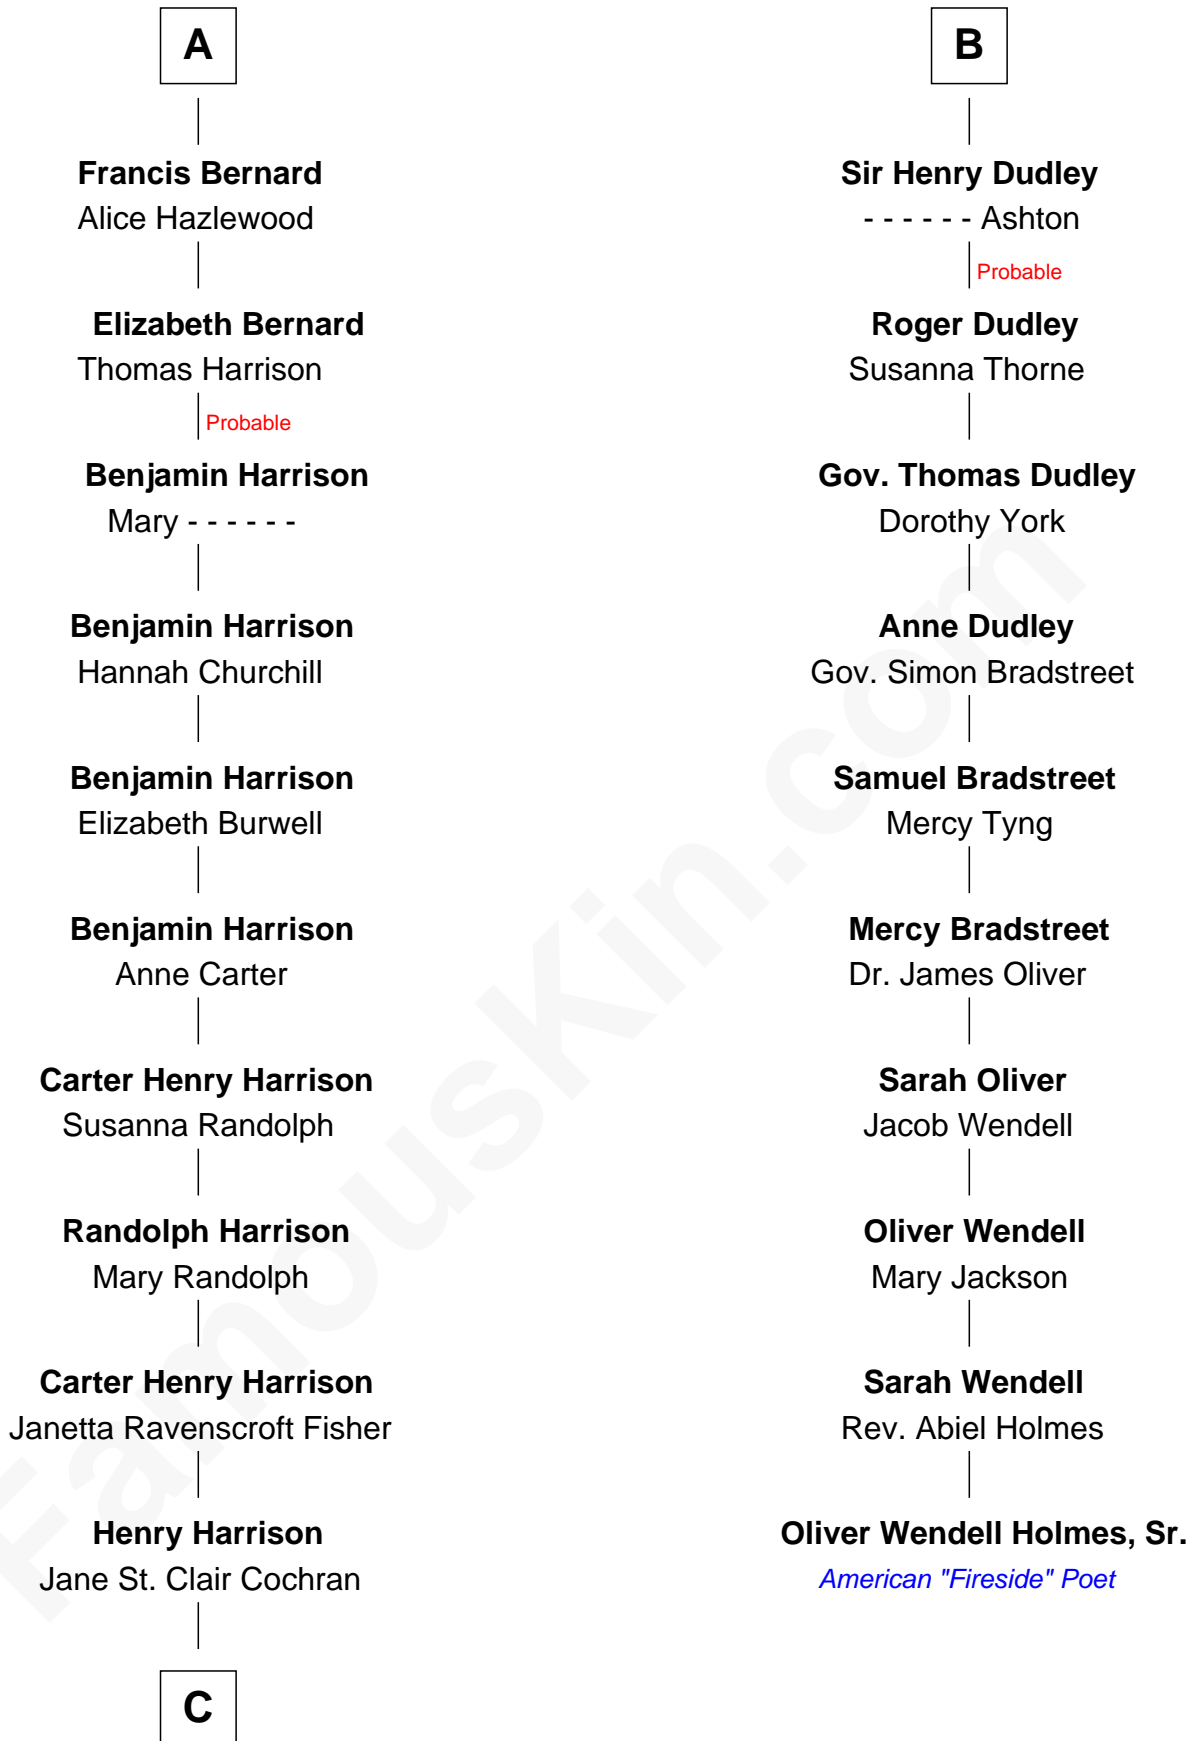 A
Francis Bernard
Alice Hazlewood
Elizabeth Bernard
Thomas Harrison
Probable
Benjamin Harrison
Mary - - - - - -
Benjamin Harrison
Hannah Churchill
Benjamin Harrison
Elizabeth Burwell
Benjamin Harrison
Anne Carter
Carter Henry Harrison
Susanna Randolph
Randolph Harrison
Mary Randolph
Carter Henry Harrison
Janetta Ravenscroft Fisher
Henry Harrison
Jane St. Clair Cochran
C
B
Sir Henry Dudley
- - - - - - Ashton
Probable
Roger Dudley
Susanna Thorne
Gov. Thomas Dudley
Dorothy York
Anne Dudley
Gov. Simon Bradstreet
Samuel Bradstreet
Mercy Tyng
Mercy Bradstreet
Dr. James Oliver
Sarah Oliver
Jacob Wendell
Oliver Wendell
Mary Jackson
Sarah Wendell
Rev. Abiel Holmes
Oliver Wendell Holmes, Sr.
American "Fireside" Poet
FamousKin.com